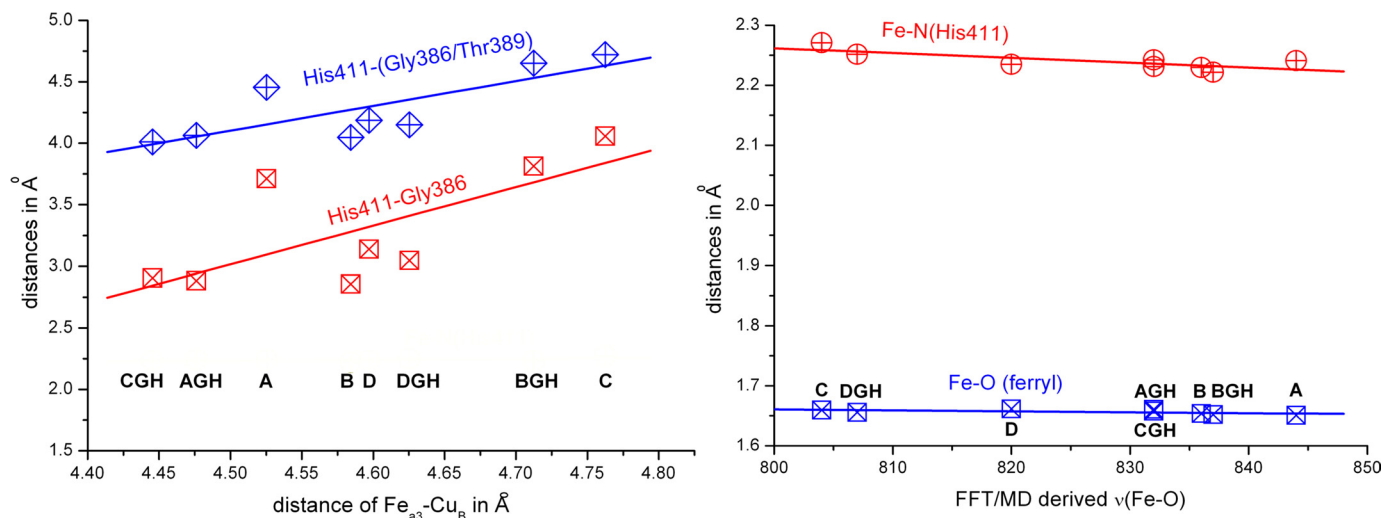 5.0
4.5
4.0
3.5
3.0
2.5
2.0
1.5
distances in Å
His411-(Gly386/Thr389)
His411-Gly386
CGH AGH A B D DGH BGH C
4.40 4.45 4.50 4.55 4.60 4.65 4.70 4.75 4.80
distance of Fea3-CuB in Å
2.3
2.2
2.1
2.0
1.9
1.8
1.7
1.6
distances in Å
Fe-N(His411)
Fe-O (ferryl)
C DGH AGH B BGH A
D CGH
800 810 820 830 840 850
FFT/MD derived ν(Fe-O)